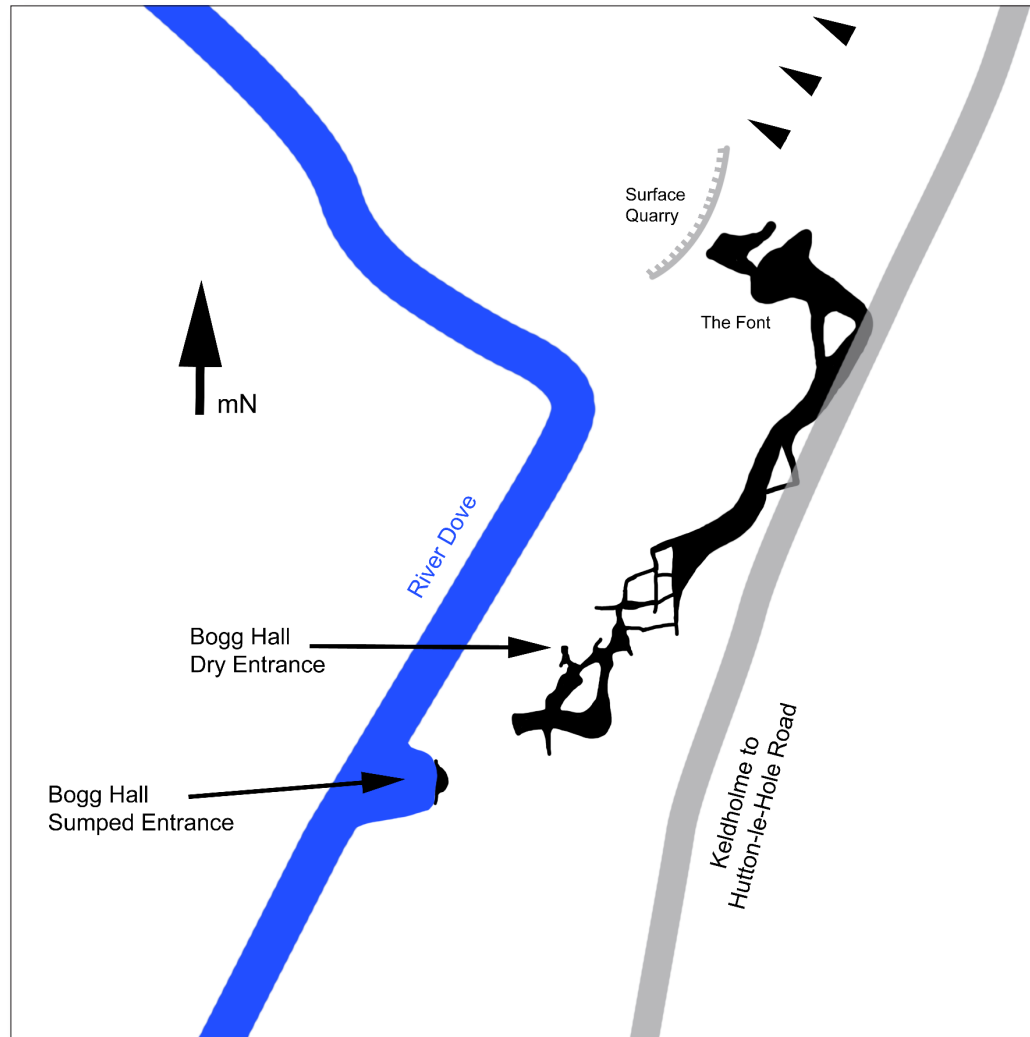 Surface
Quarry
The Font
mN
River Dove
Bogg Hall
Dry Entrance
Bogg Hall
Sumped Entrance
Keldholme to
Hutton-le-Hole Road